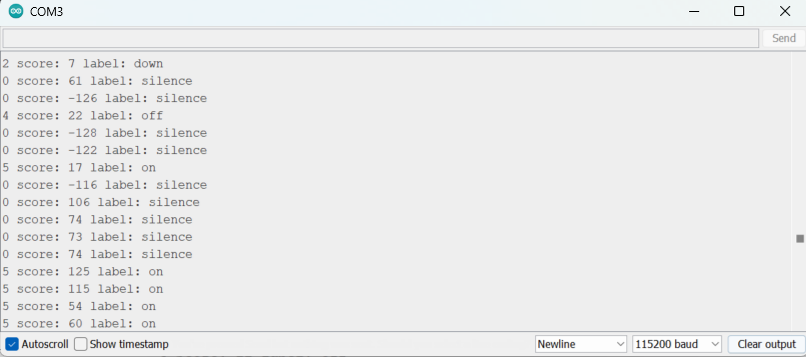 COM3
Send
2 score: 7 label: down
0 score: 61 label: silence
0 score: -126 label: silence
4 score: 22 label: off
0 score: -128 label: silence
0 score: -122 label: silence
5 score: 17 label: on
0 score: -116 label: silence
0 score: 106 label: silence
0 score: 74 label: silence
0 score: 73 label: silence
0 score: 74 label: silence
5 score: 125 label: on
5 score: 115 label: on
5 score: 54 label: on
5 score: 60 label: on
Autoscroll Show timestamp Newline 115200 baud Clear output